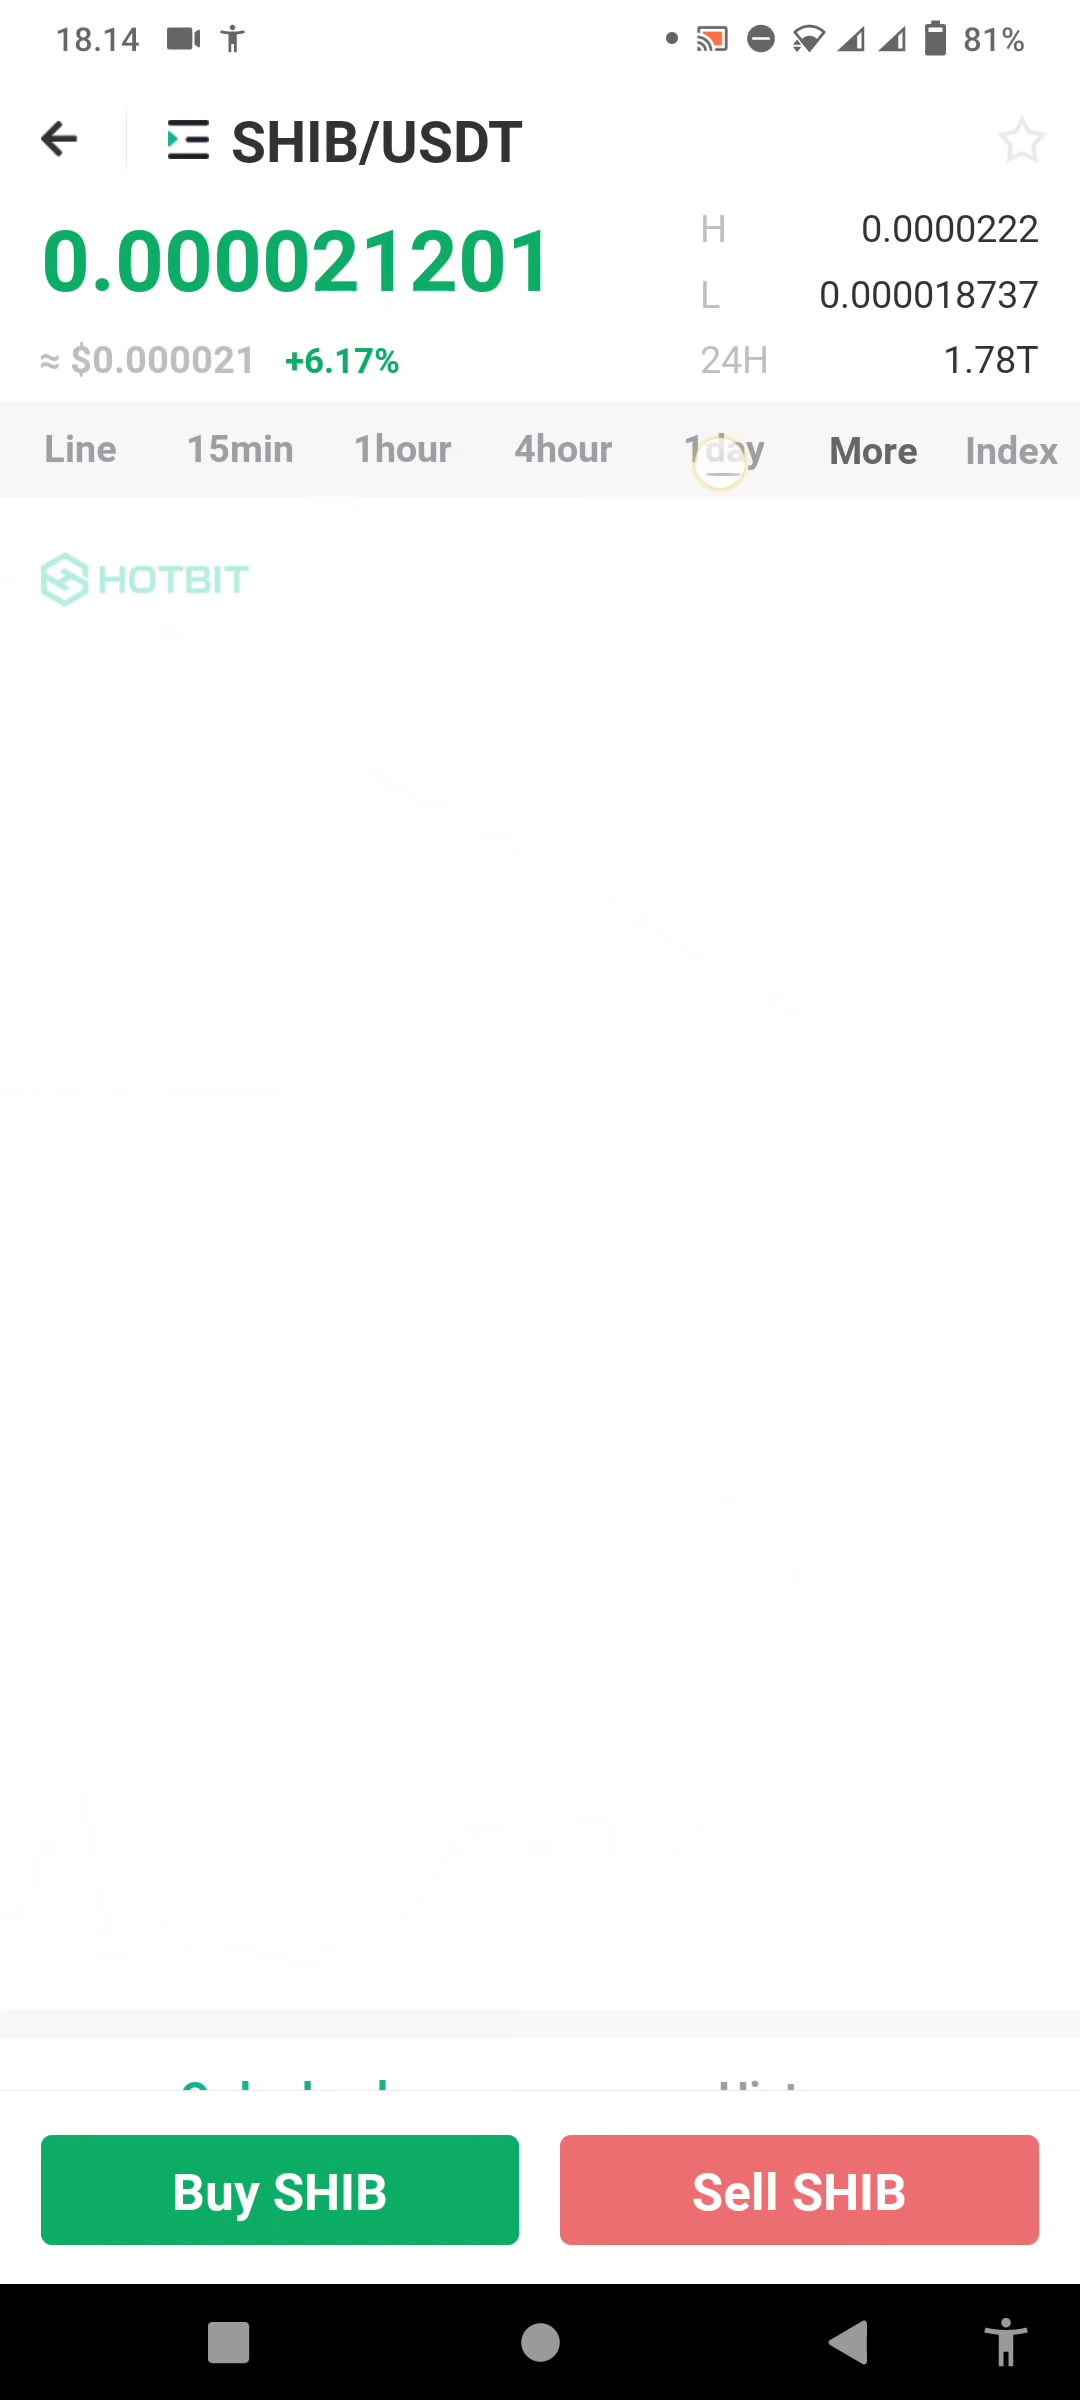 18.14 81%
SHIB/USDT
0.000021201
H 0.0000222
L 0.000018737
≈ $0.000021 +6.17%
24H 1.78T
Line 15min 1hour 4hour 1day More Index
HOTBIT
Buy SHIB Sell SHIB